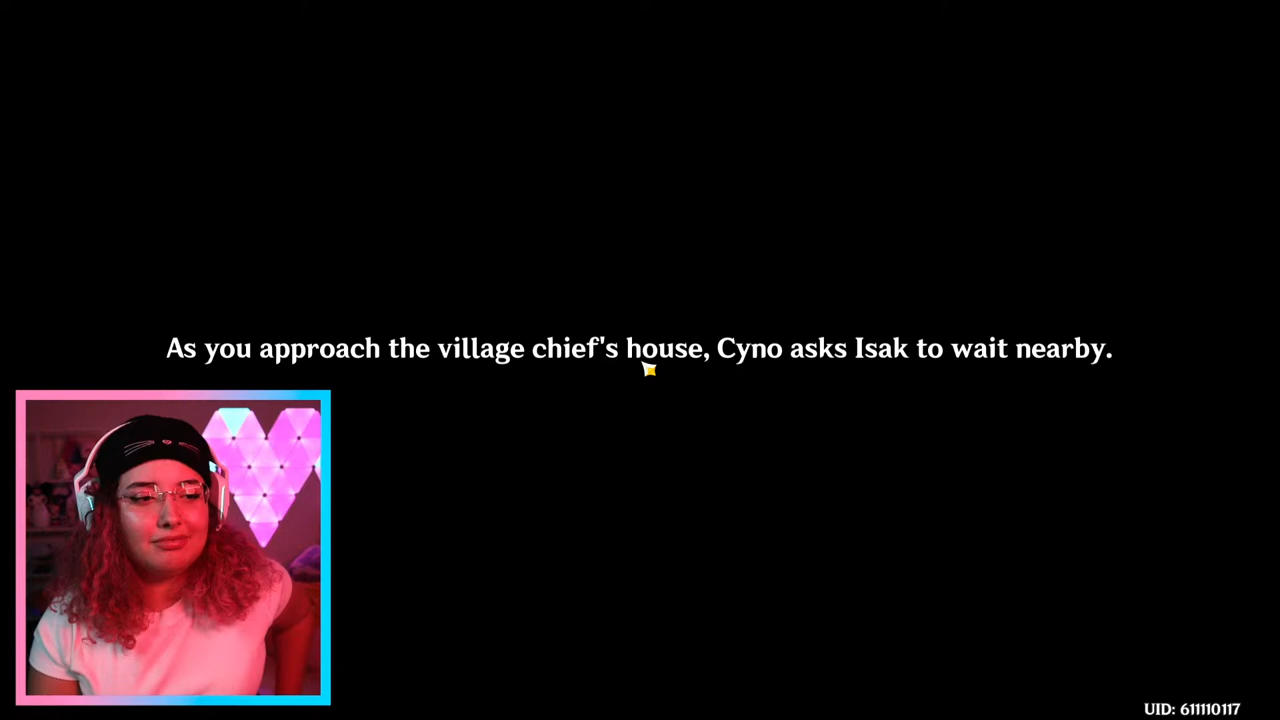 As you approach the village chief's house, Cyno asks Isak to wait nearby.
UID: 611110117